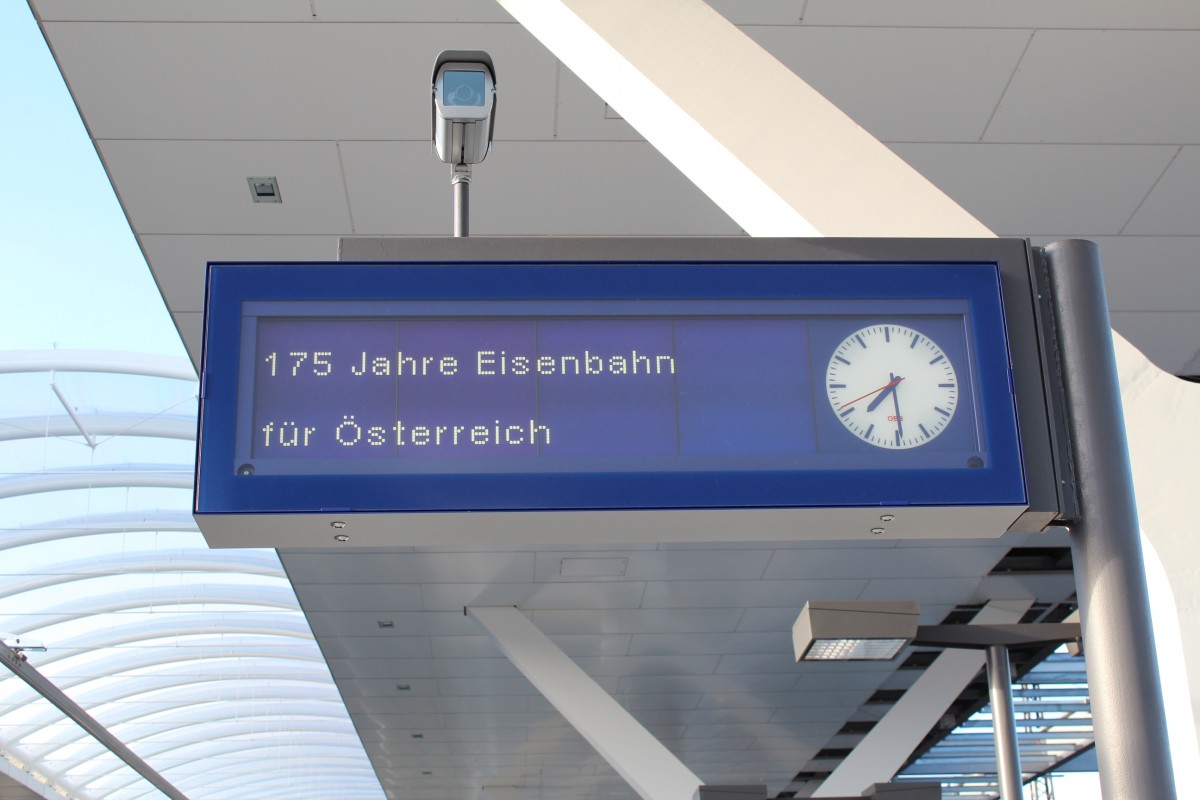 175 Jahre Eisenbahn
für Österreich